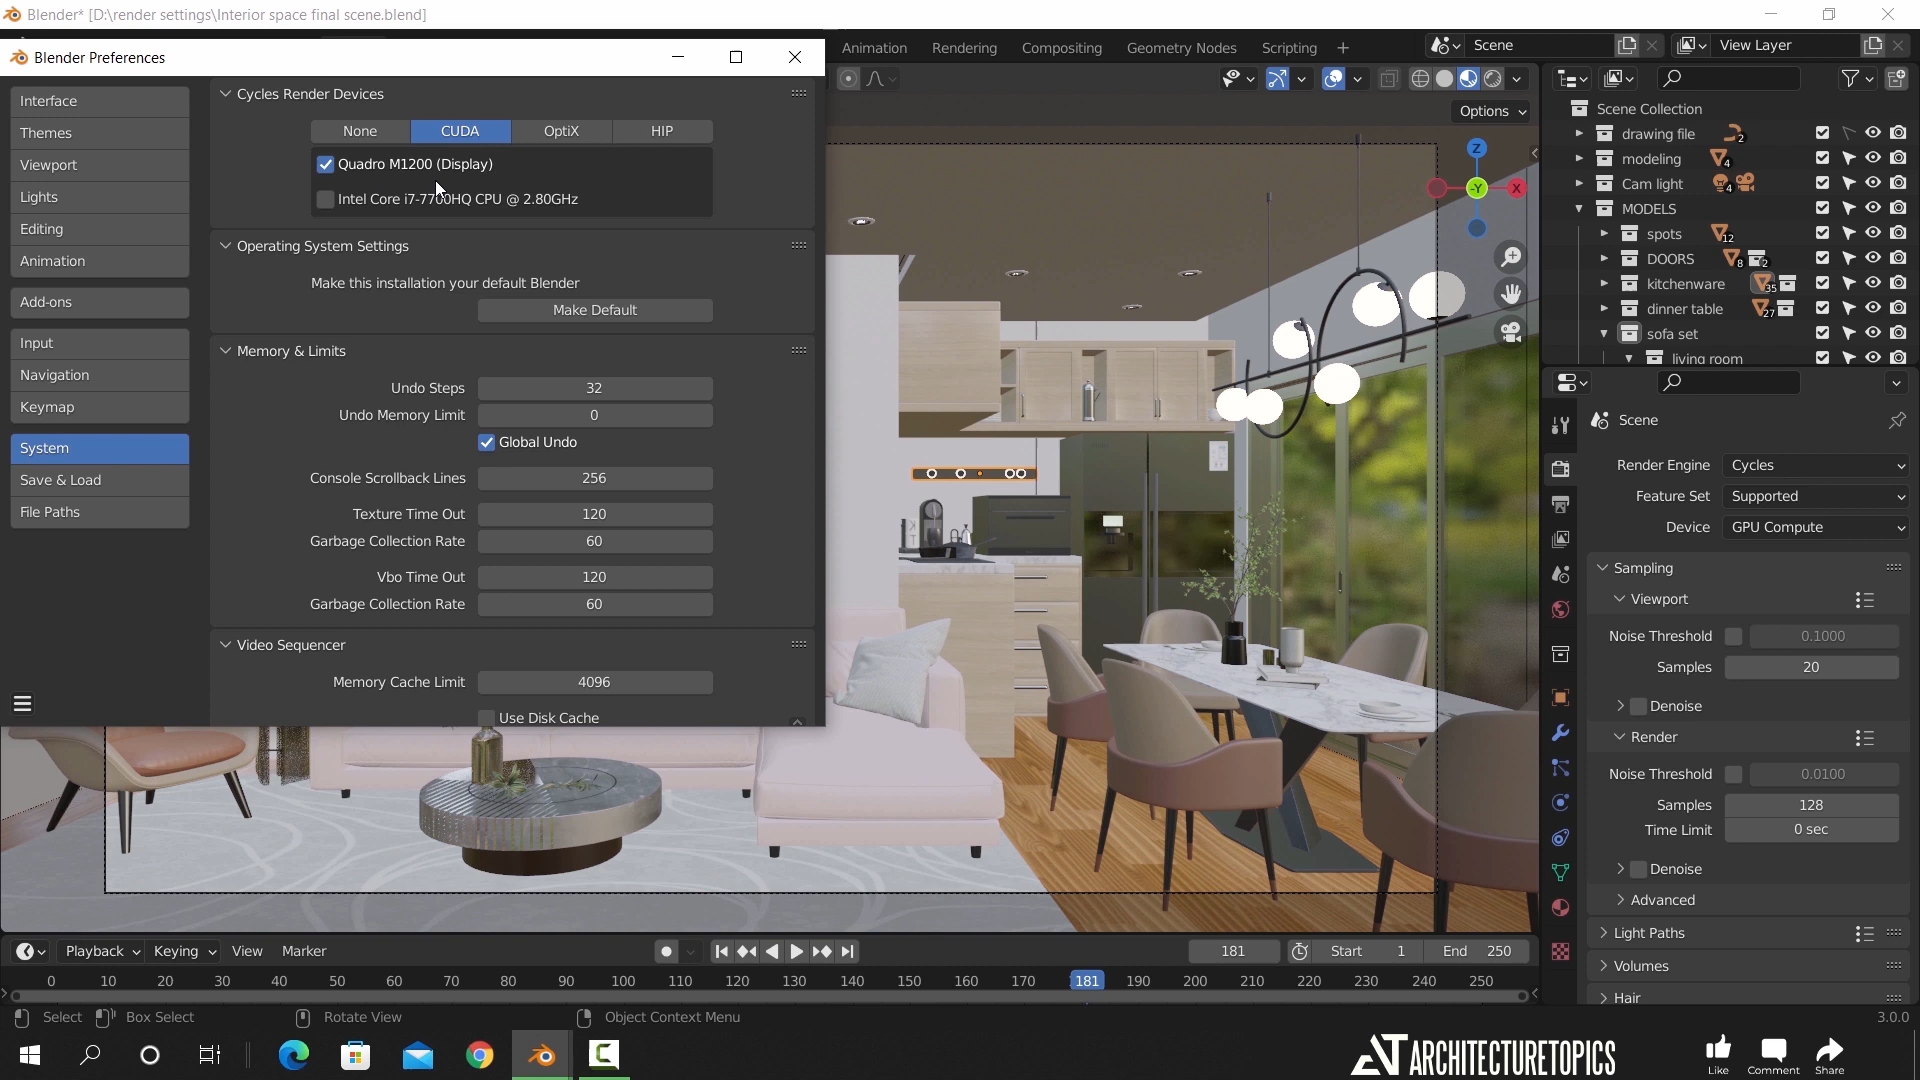 Blender* [D:\render settings\Interior space final scene.blend]
Blender Preferences
Animation
Rendering
Compositing
Geometry Nodes
Scripting
Scene
View Layer
Interface
Themes
Viewport
Lights
Editing
Animation
Add-ons
Input
Navigation
Keymap
System
Save & Load
File Paths
Cycles Render Devices
None
CUDA
OptiX
HIP
Quadro M1200 (Display)
Intel Core i7-7700HQ CPU @ 2.80GHz
Operating System Settings
Make this installation your default Blender
Make Default
Memory & Limits
Undo Steps 32
Undo Memory Limit 0
Global Undo
Console Scrollback Lines 256
Texture Time Out 120
Garbage Collection Rate 60
Vbo Time Out 120
Garbage Collection Rate 60
Video Sequencer
Memory Cache Limit 4096
Use Disk Cache
Options
Z
-Y
X
Scene Collection
drawing file 2
modeling 4
Cam light 4
MODELS
spots 12
DOORS 8 2
kitchenware 35
dinner table 27
sofa set
living room
Scene
Render Engine Cycles
Feature Set Supported
Device GPU Compute
Sampling
Viewport
Noise Threshold 0.1000
Samples 20
Denoise
Render
Noise Threshold 0.0100
Samples 128
Time Limit 0 sec
Denoise
Advanced
Light Paths
Volumes
Hair
Playback
Keying
View
Marker
181
Start 1
End 250
0 10 20 30 40 50 60 70 80 90 100 110 120 130 140 150 160 170 181 190 200 210 220 230 240 250
Select
Box Select
Rotate View
Object Context Menu
3.0.0
ARCHITECTURETOPICS
Like
Comment
Share